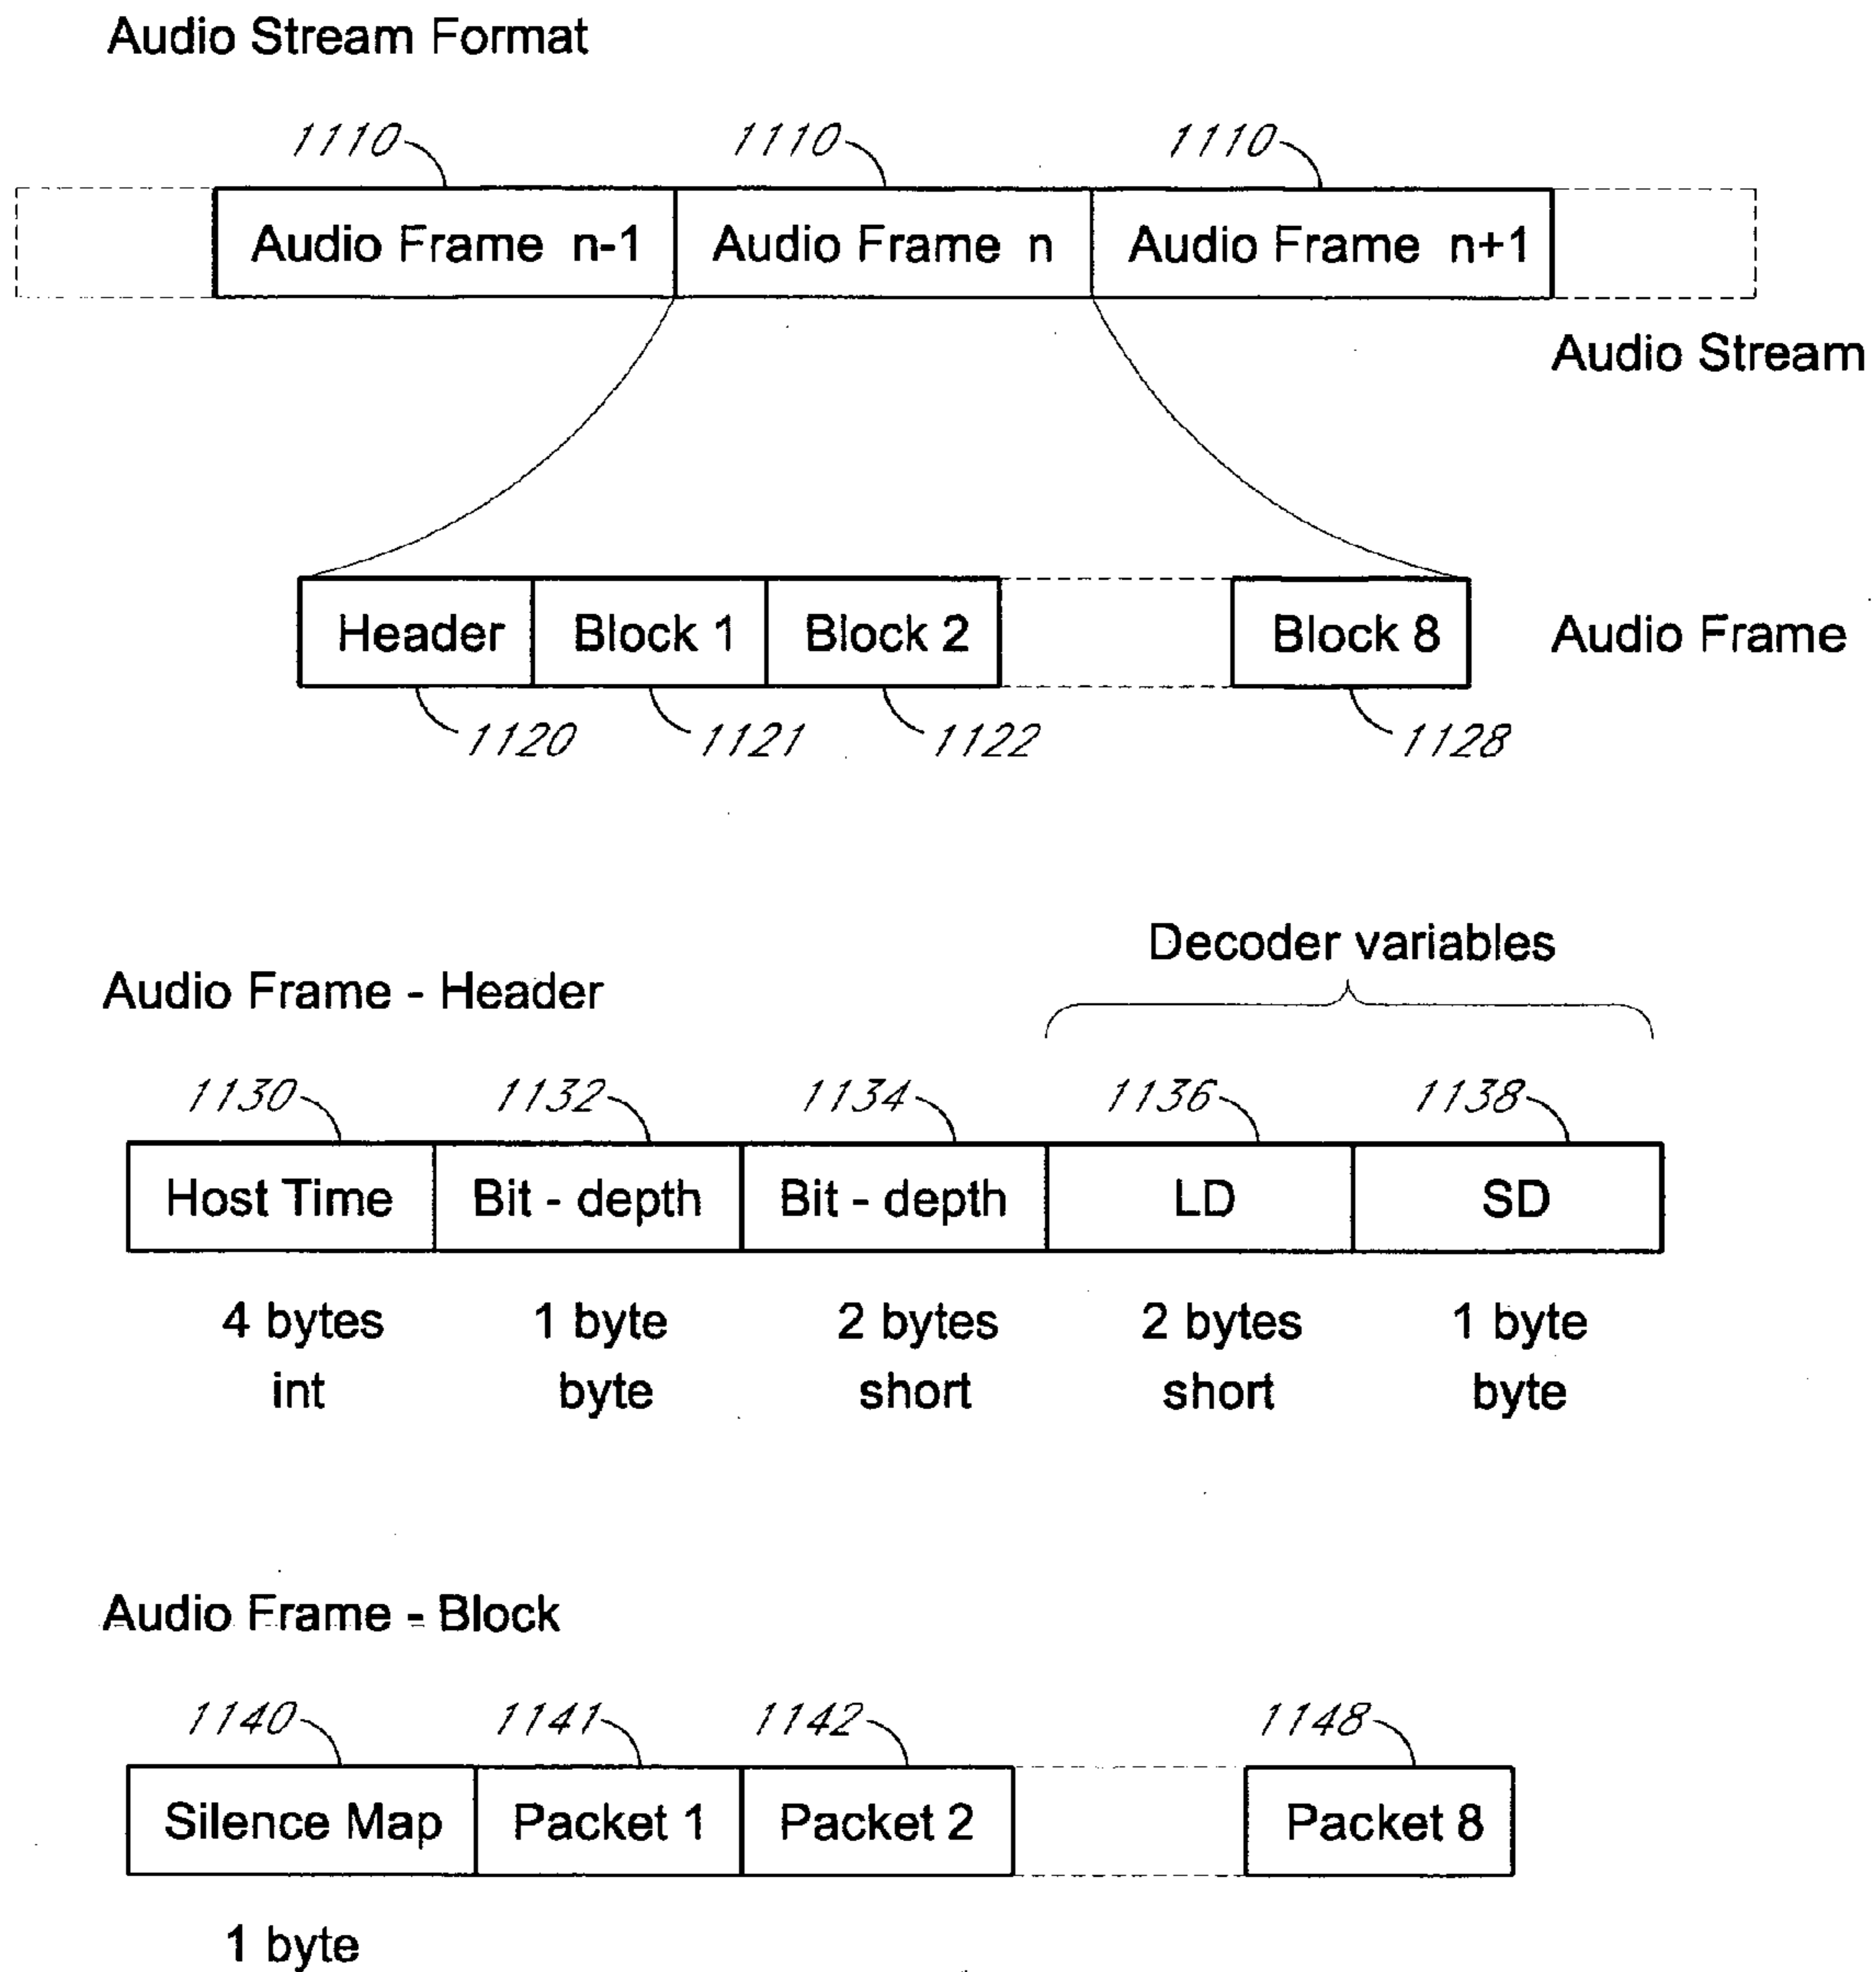 Audio Stream Format
1110 1110 1110
Audio Frame n-1 Audio Frame n Audio Frame n+1
Audio Stream
Header Block 1 Block 2 Block 8 Audio Frame
1120 1121 1122 1128
Decoder variables
Audio Frame - Header
1130 1132 1134 1136 1138
Host Time Bit - depth Bit - depth LD SD
4 bytes 1 byte 2 bytes 2 bytes 1 byte
int byte short short byte
Audio Frame - Block
1140 1141 1142 1148
Silence Map Packet 1 Packet 2 Packet 8
1 byte